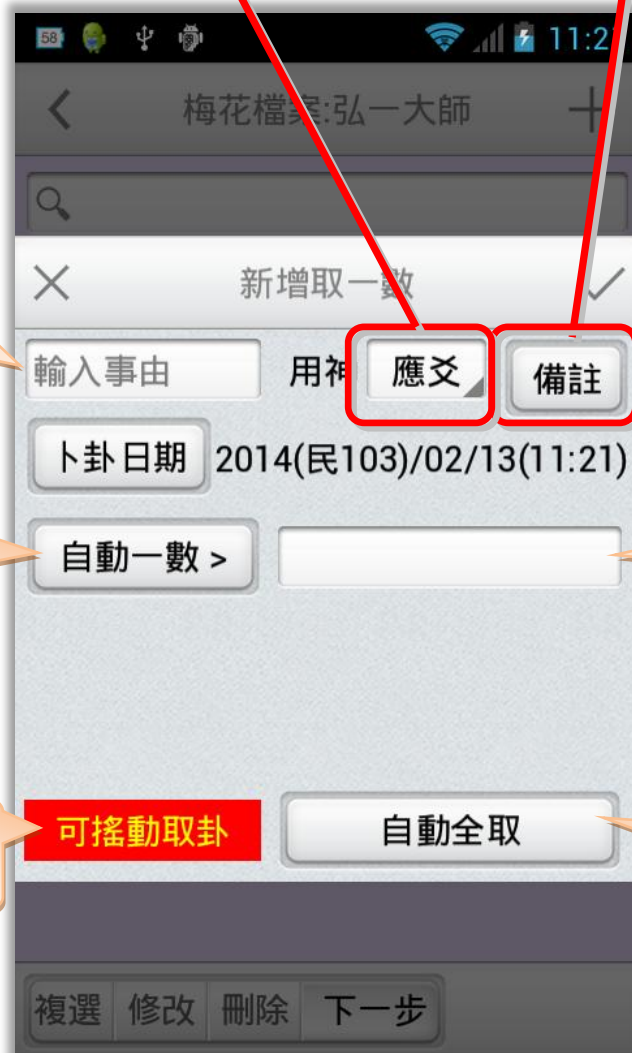 58 11:2
梅花檔案:弘一大師
新增取一數
輸入事由 用神 應爻 備註
卜卦日期 2014(民103)/02/13(11:21)
自動一數 >
可搖動取卦 自動全取
複選 修改 刪除 下一步